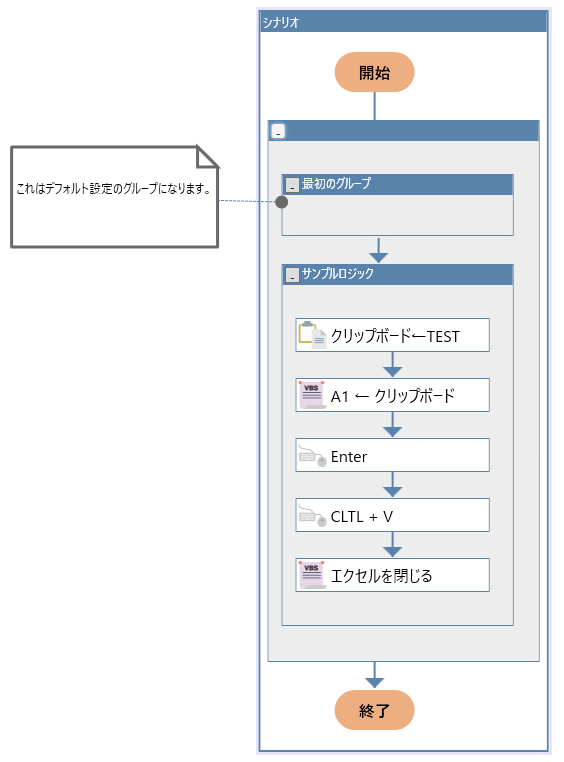 シナリオ
開始
-
これはデフォルト設定のグループになります。
- 最初のグループ
- サンプルロジック
クリップボード←TEST
VBS A1 ← クリップボード
Enter
CLTL + V
VBS エクセルを閉じる
終了